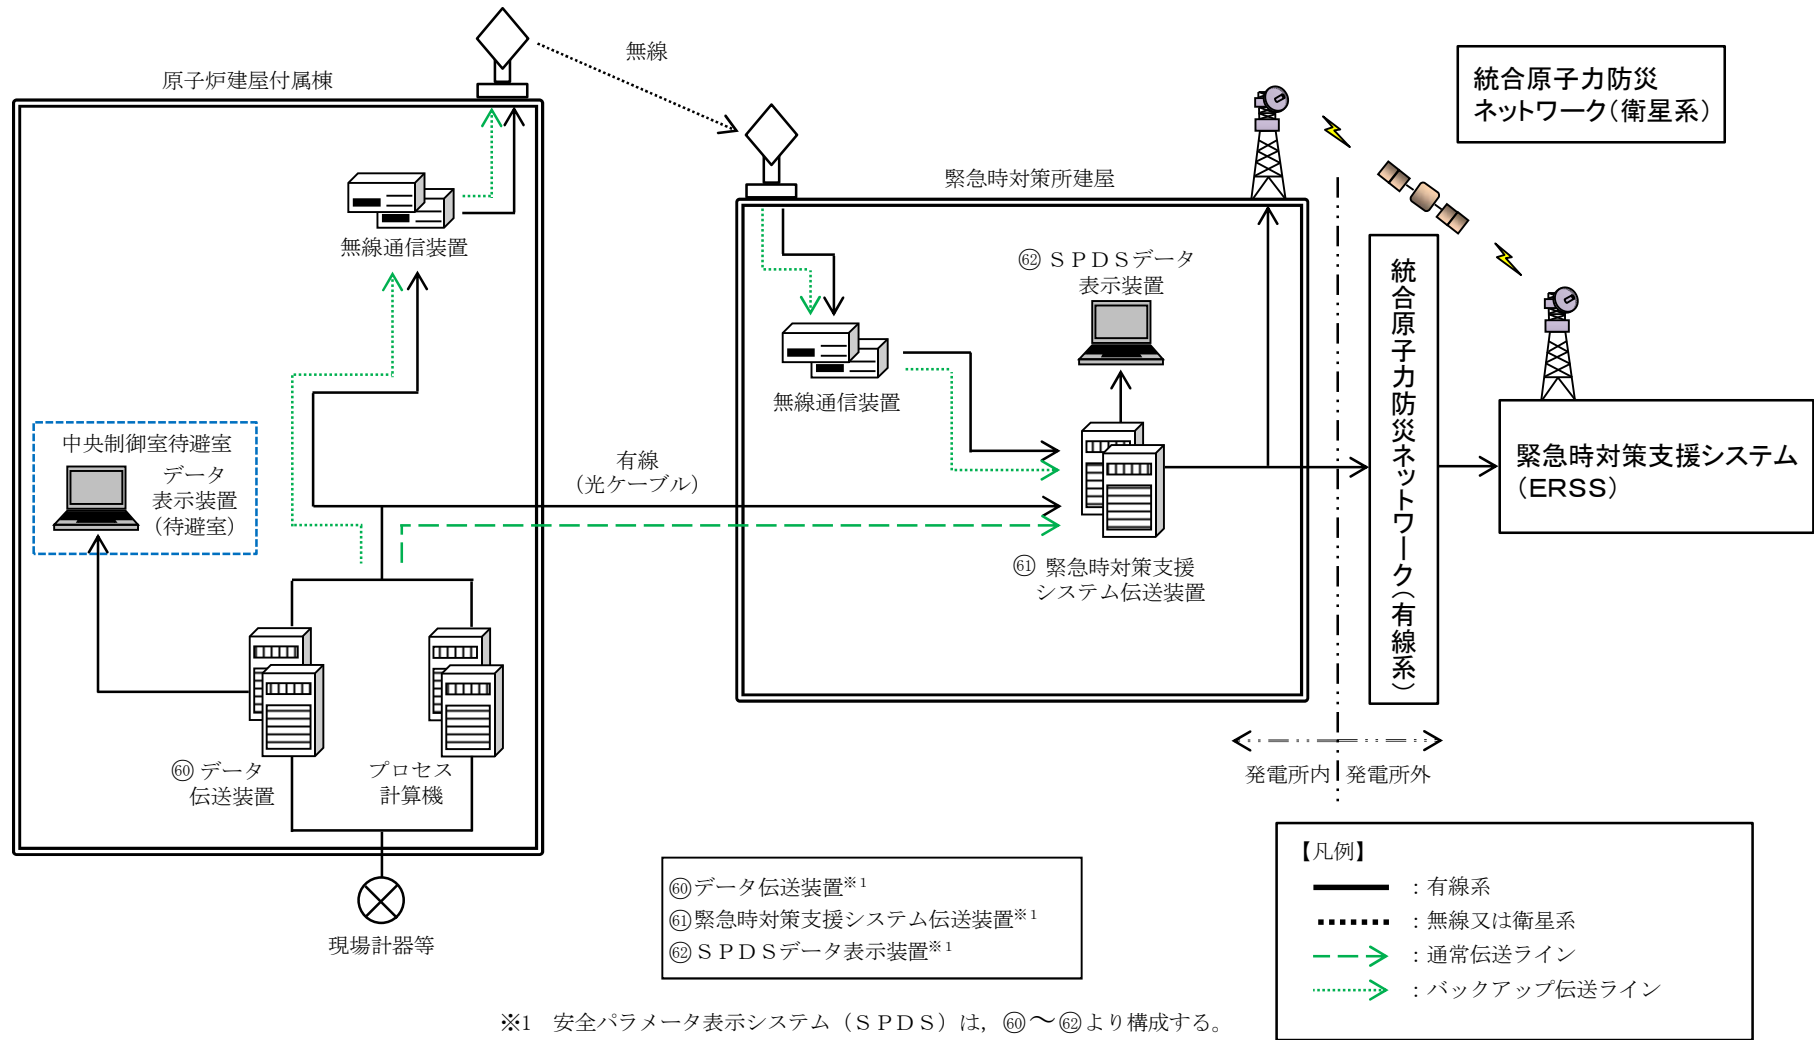 無線
原子炉建屋付属棟
統合原子力防災
ネットワーク(衛星系)
緊急時対策所建屋
無線通信装置
㊷ＳＰＤＳデータ
表示装置
無線通信装置
統合原子力防災ネットワーク(有線系)
中央制御室待避室
データ
表示装置
(待避室)
有線
(光ケーブル)
緊急時対策支援システム
(ERSS)
61 緊急時対策支援
システム伝送装置
60 データ
伝送装置
プロセス
計算機
発電所内
発電所外
現場計器等
60データ伝送装置※1
61緊急時対策支援システム伝送装置※1
62ＳＰＤＳデータ表示装置※1
【凡例】
：有線系
：無線又は衛星系
：通常伝送ライン
：バックアップ伝送ライン
※1　安全パラメータ表示システム（ＳＰＤＳ）は，60～62より構成する。